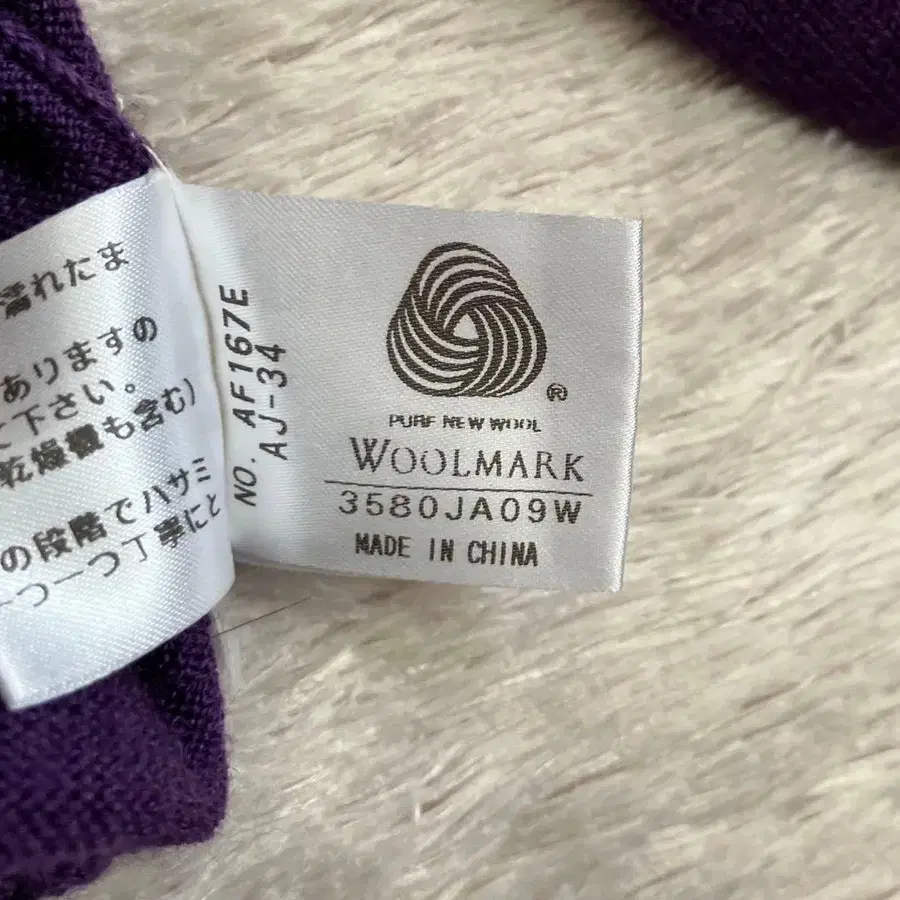 濡れたま
ありますの
下さい。
乾燥機も含む)
の段階でハサミ
一つ一つ丁寧にと
NO. AF167E
AJ-34
®
PURE NEW WOOL
WOOLMARK
3580JA09W
MADE IN CHINA